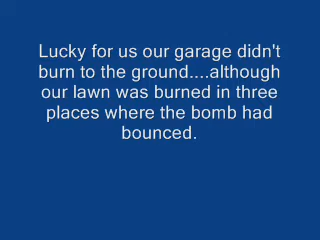 Lucky for us our garage didn't
burn to the ground....although
our lawn was burned in three
places where the bomb had
bounced.